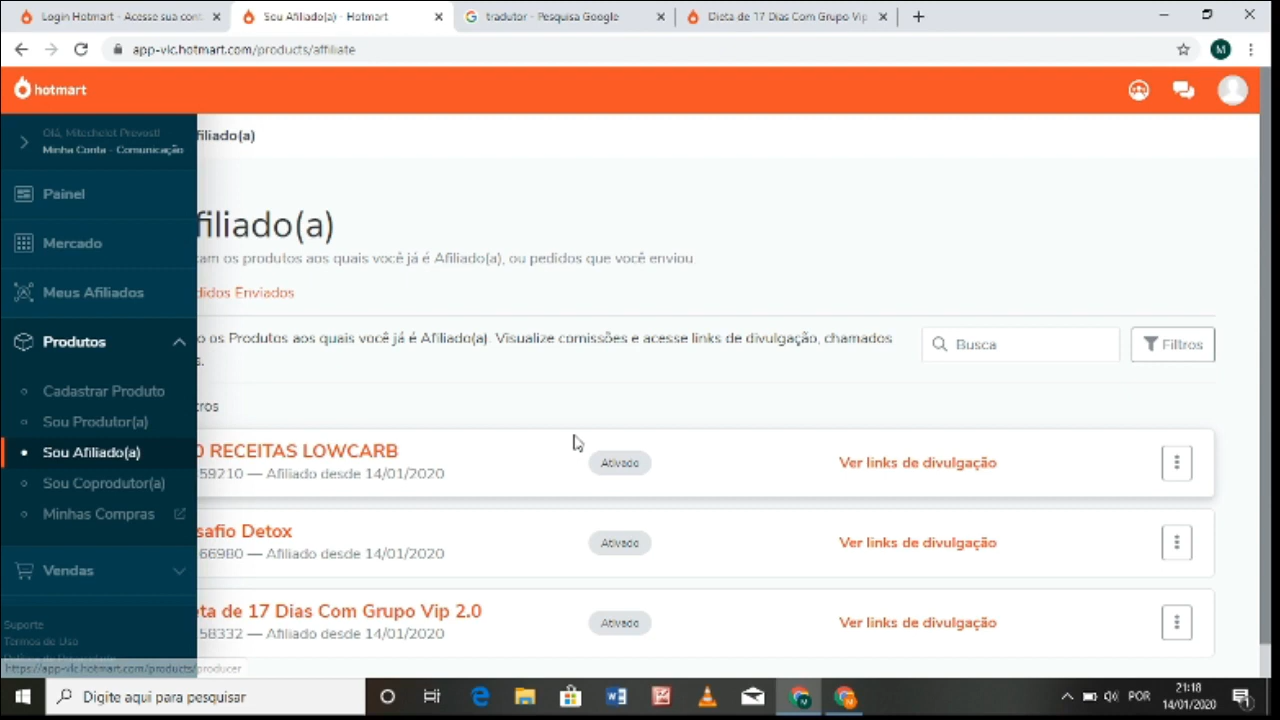 Login Hotmart - Acesse sua cont
Sou Afiliado(a) - Hotmart
tradutor - Pesquisa Google
Dieta de 17 Dias Com Grupo Vip
app-vlc.hotmart.com/products/affiliate
M
hotmart
Olá, Mitechelet Prevost!
Minha Conta - Comunicação
filiado(a)
Painel
Mercado
Meus Afiliados
Produtos
Cadastrar Produto
Sou Produtor(a)
Sou Afiliado(a)
Sou Coprodutor(a)
Minhas Compras
Vendas
Suporte
Termos de Uso
https://app-vlc.hotmart.com/products/producer
filiado(a)
cam os produtos aos quais você já é Afiliado(a), ou pedidos que você enviou
didos Enviados
o os Produtos aos quais você já é Afiliado(a). Visualize comissões e acesse links de divulgação, chamados
s.
Busca
Filtros
tros
0 RECEITAS LOWCARB
59210 — Afiliado desde 14/01/2020
Ativado
Ver links de divulgação
safio Detox
66980 — Afiliado desde 14/01/2020
Ativado
Ver links de divulgação
eta de 17 Dias Com Grupo Vip 2.0
58332 — Afiliado desde 14/01/2020
Ativado
Ver links de divulgação
Digite aqui para pesquisar
POR
21:18
14/01/2020